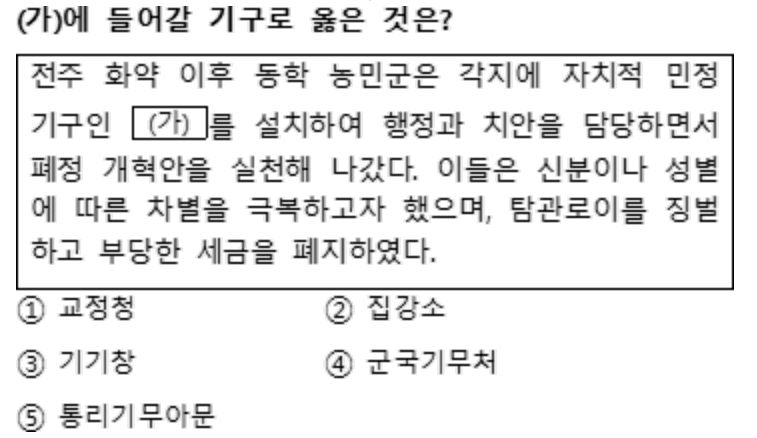 (가)에 들어갈 기구로 옳은 것은?
전주 화약 이후 동학 농민군은 각지에 자치적 민정
기구인 (가) 를 설치하여 행정과 치안을 담당하면서
폐정 개혁안을 실천해 나갔다. 이들은 신분이나 성별
에 따른 차별을 극복하고자 했으며, 탐관로이를 징벌
하고 부당한 세금을 폐지하였다.
① 교정청 ② 집강소
③ 기기창 ④ 군국기무처
⑤ 통리기무아문